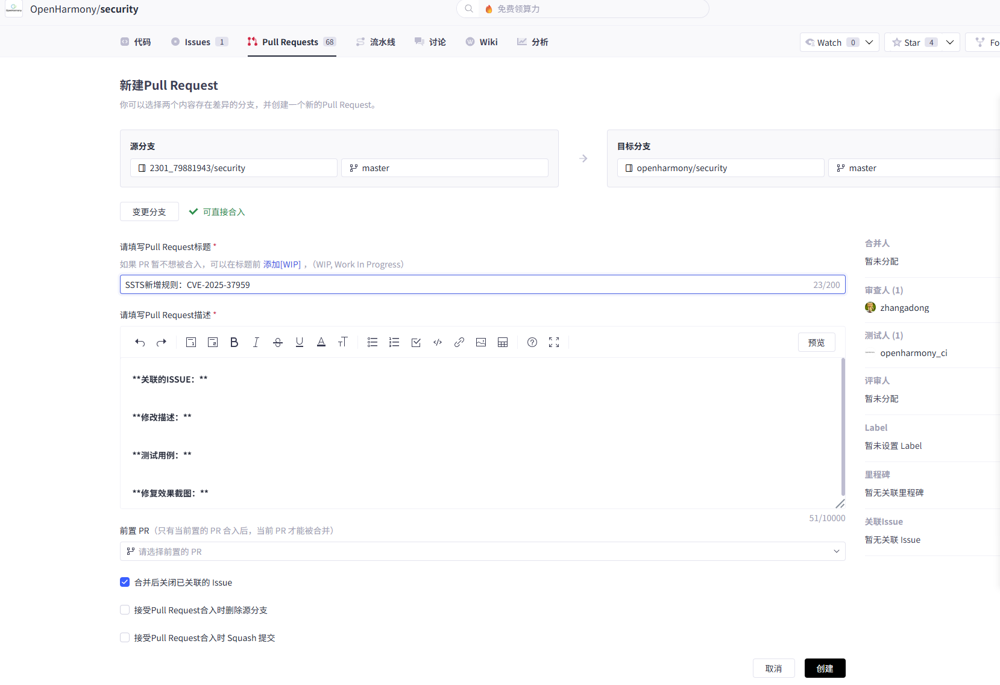 OpenHarmony
OpenHarmony/security
免费领算力
代码
Issues 1
Pull Requests 68
流水线
讨论
Wiki
分析
Watch 0
Star 4
Fo
新建Pull Request
你可以选择两个内容存在差异的分支，并创建一个新的Pull Request。
源分支
2301_79881943/security
master
目标分支
openharmony/security
master
变更分支
可直接合入
请填写Pull Request标题 *
如果 PR 暂不想被合入，可以在标题前 添加[WIP] ，（WIP, Work In Progress）
SSTS新增规则：CVE-2025-37959
23/200
请填写Pull Request描述 *
预览
**关联的ISSUE：**
**修改描述：**
**测试用例：**
**修复效果截图：**
51/10000
前置 PR（只有当前置的 PR 合入后，当前 PR 才能被合并）
请选择前置的 PR
合并后关闭已关联的 Issue
接受Pull Request合入时删除源分支
接受Pull Request合入时 Squash 提交
取消
创建
合并人
暂未分配
审查人 (1)
zhangadong
测试人 (1)
openharmony_ci
评审人
暂未分配
Label
暂未设置 Label
里程碑
暂无关联里程碑
关联Issue
暂无关联 Issue